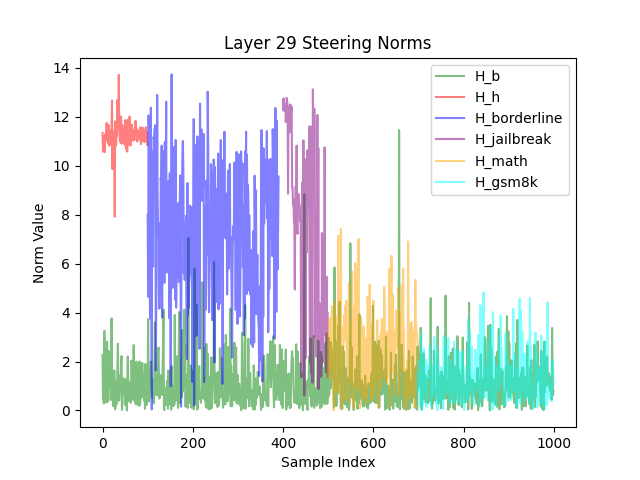 Layer 29 Steering Norms
14
12
10
8
6
4
2
0
Norm Value
0
200
400
600
800
1000
Sample Index
H_b
H_h
H_borderline
H_jailbreak
H_math
H_gsm8k